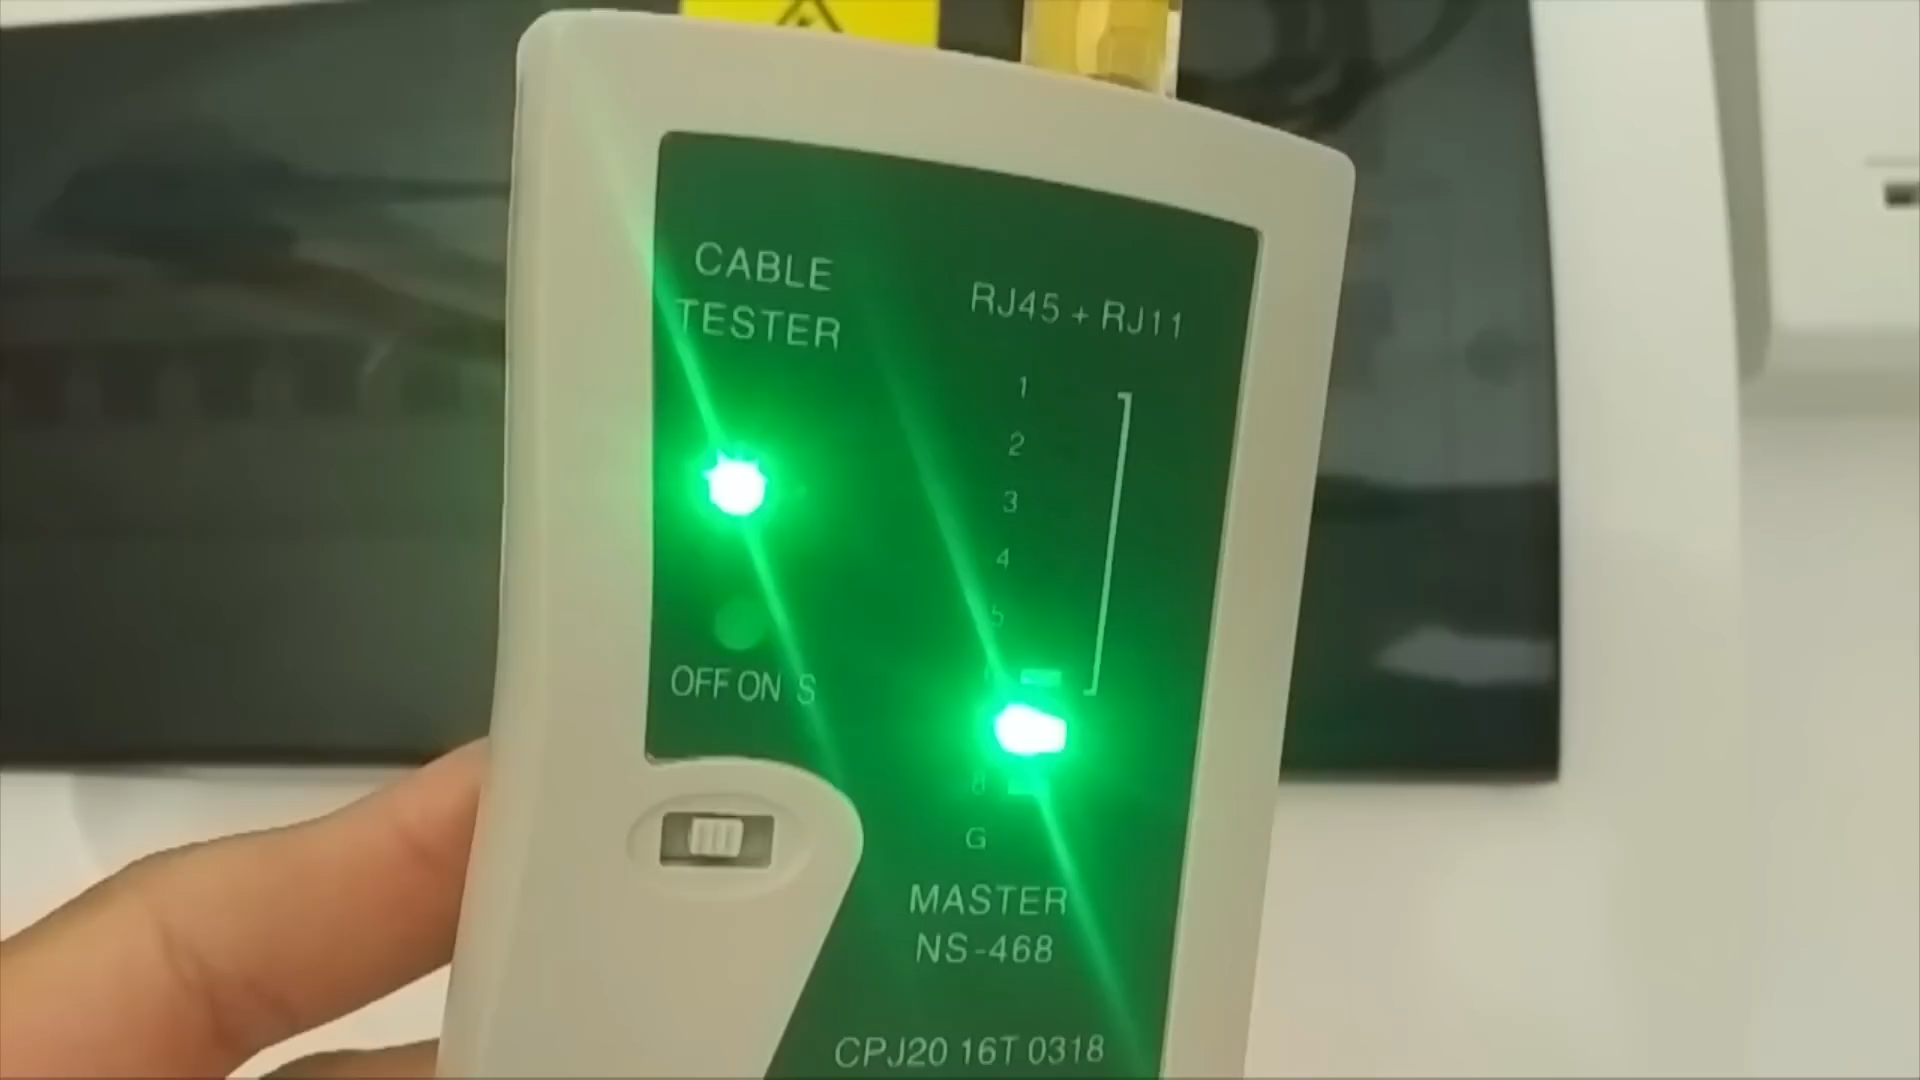 CABLE
TESTER
RJ45 + RJ11
1
2
3
4
5
8
G
OFF ON S
MASTER
NS-468
CPJ20 16T 0318